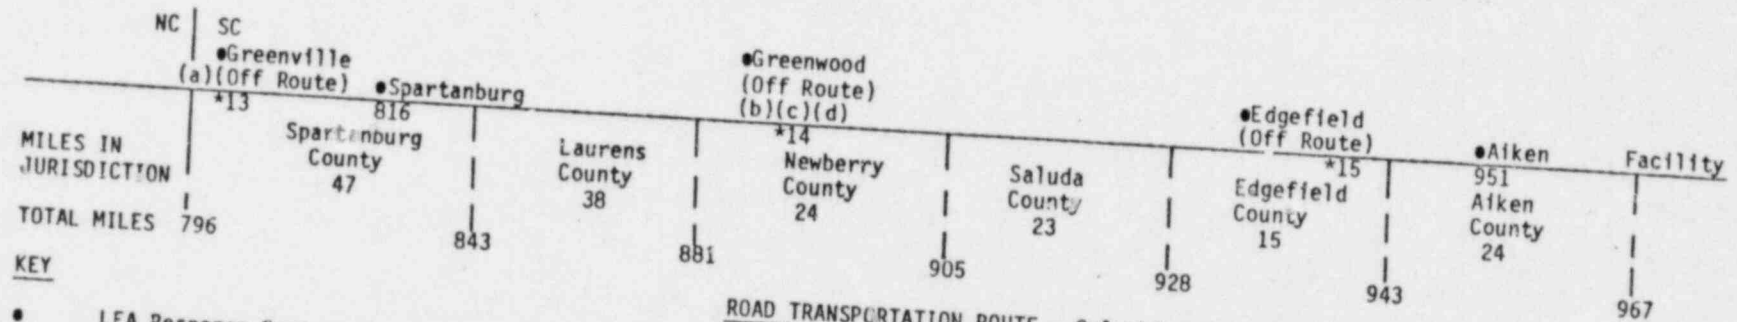 NC SC
•Greenville
(a)(Off Route)
*13
•Spartanburg
816
•Greenwood
(Off Route)
(b)(c)(d)
*14
•Edgefield
(Off Route)
*15
•Aiken
951
Facility
MILES IN
JURISDICTION
Spartanburg
County
47
Laurens
County
38
Newberry
County
24
Saluda
County
23
Edgefield
County
15
Aiken
County
24
TOTAL MILES 796 843 881 905 928 943 967
KEY
• LEA Response
ROAD TRANSPORTATION ROUTE